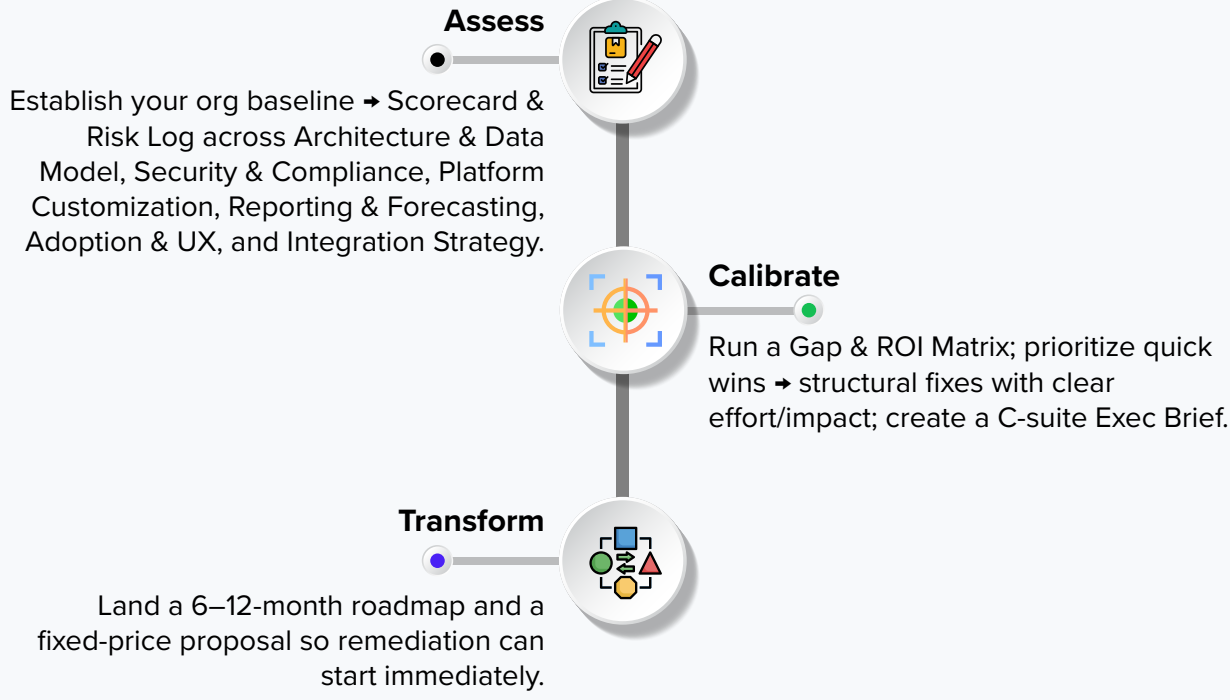 Assess
Establish your org baseline → Scorecard &
Risk Log across Architecture & Data
Model, Security & Compliance, Platform
Customization, Reporting & Forecasting,
Adoption & UX, and Integration Strategy.
Calibrate
Run a Gap & ROI Matrix; prioritize quick
wins → structural fixes with clear
effort/impact; create a C-suite Exec Brief.
Transform
Land a 6–12-month roadmap and a
fixed-price proposal so remediation can
start immediately.